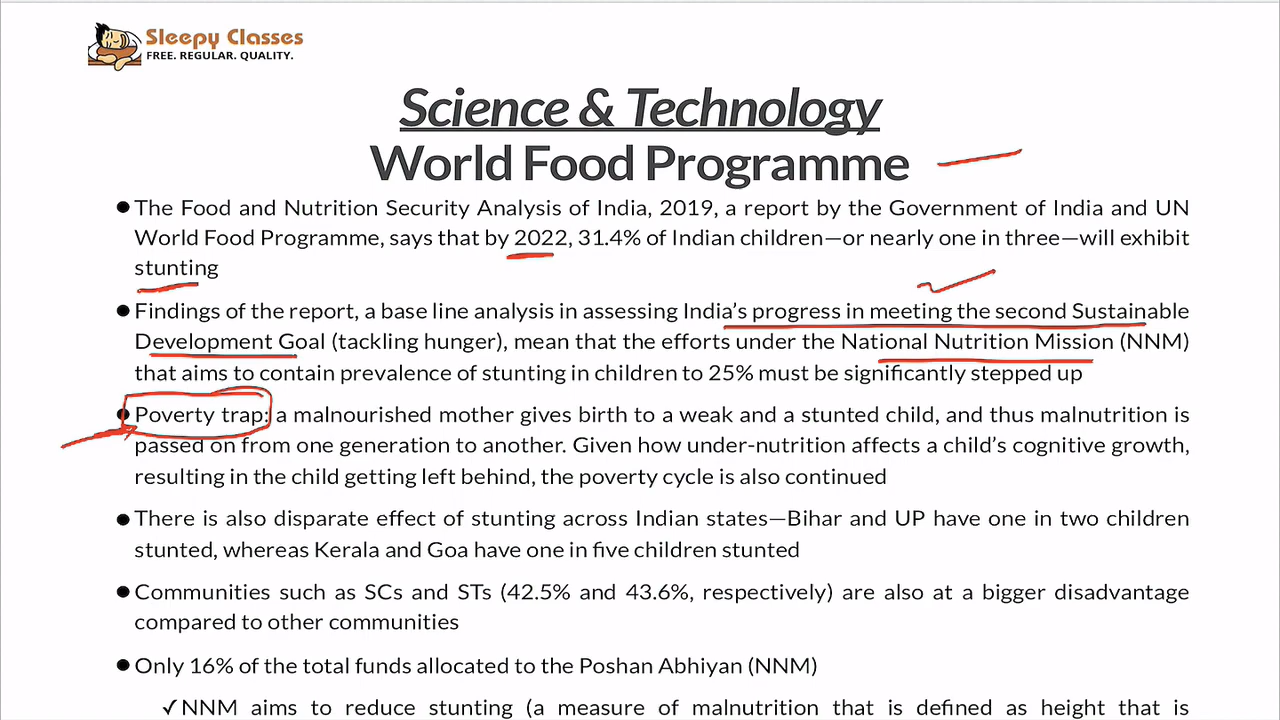 Sleepy Classes
FREE. REGULAR. QUALITY.
Science & Technology
World Food Programme
● The Food and Nutrition Security Analysis of India, 2019, a report by the Government of India and UN
World Food Programme, says that by 2022, 31.4% of Indian children—or nearly one in three—will exhibit
stunting
● Findings of the report, a base line analysis in assessing India's progress in meeting the second Sustainable
Development Goal (tackling hunger), mean that the efforts under the National Nutrition Mission (NNM)
that aims to contain prevalence of stunting in children to 25% must be significantly stepped up
● Poverty trap: a malnourished mother gives birth to a weak and a stunted child, and thus malnutrition is
passed on from one generation to another. Given how under-nutrition affects a child's cognitive growth,
resulting in the child getting left behind, the poverty cycle is also continued
● There is also disparate effect of stunting across Indian states—Bihar and UP have one in two children
stunted, whereas Kerala and Goa have one in five children stunted
● Communities such as SCs and STs (42.5% and 43.6%, respectively) are also at a bigger disadvantage
compared to other communities
● Only 16% of the total funds allocated to the Poshan Abhiyan (NNM)
✓ NNM aims to reduce stunting (a measure of malnutrition that is defined as height that is